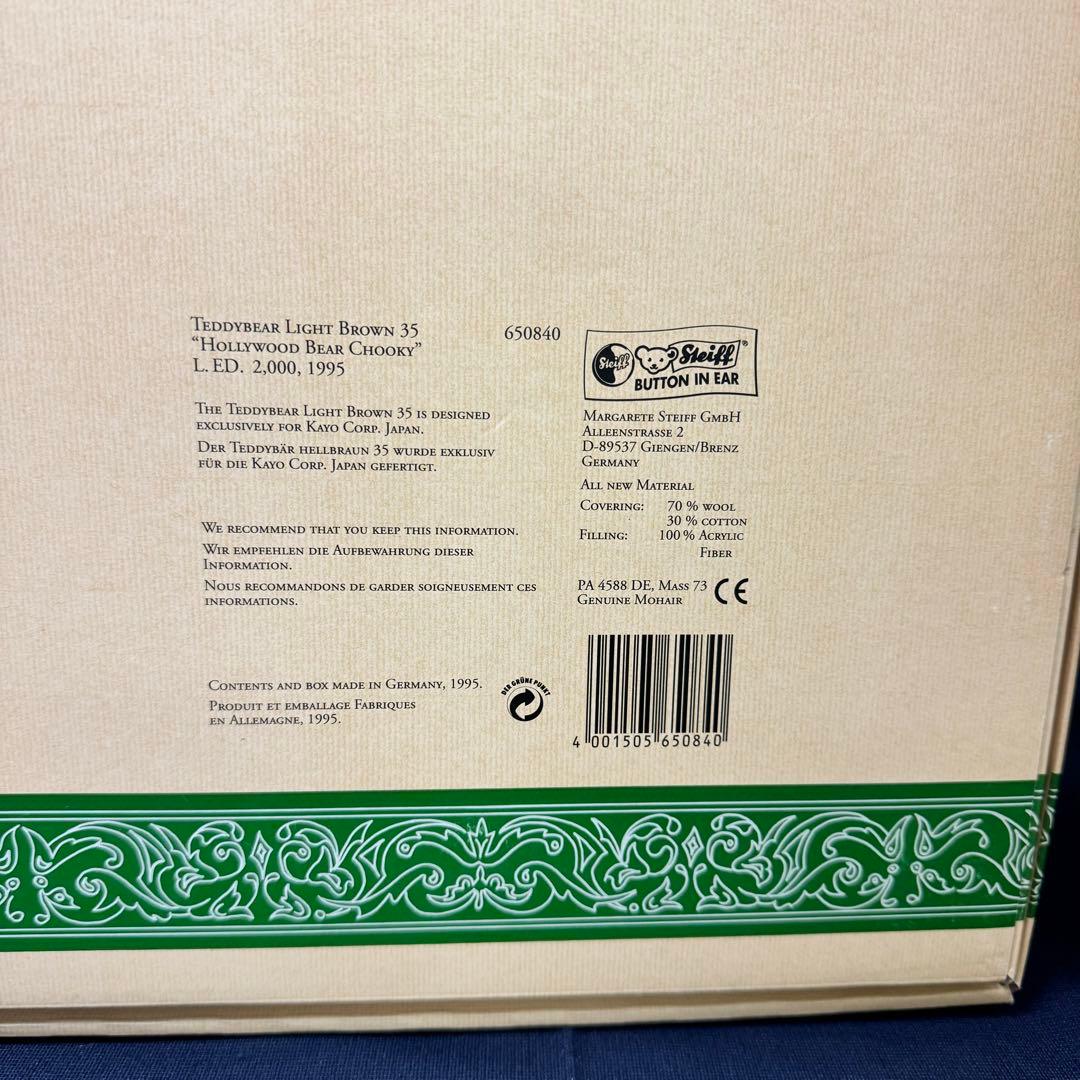 Teddybear Light Brown 35
“Hollywood Bear Chooky”
L. ED. 2,000, 1995
650840
The Teddybear Light Brown 35 is designed
exclusively for Kayo Corp. Japan.
Der Teddybär hellbraun 35 wurde exklusiv
für die Kayo Corp. Japan gefertigt.
We recommend that you keep this information.
Wir empfehlen die Aufbewahrung dieser
Information.
Nous recommandons de garder soigneusement ces
informations.
Contents and box made in Germany, 1995.
Produit et emballage Fabriques
en Allemagne, 1995.
DER GRÜNE PUNKT
Steiff
Steiff®
BUTTON IN EAR
Margarete Steiff GmbH
Alleenstrasse 2
D-89537 Giengen/Brenz
Germany
All new Material
Covering: 70 % wool
30 % cotton
Filling: 100 % Acrylic
Fiber
PA 4588 DE, Mass 73
Genuine Mohair
CE
4 001505 650840